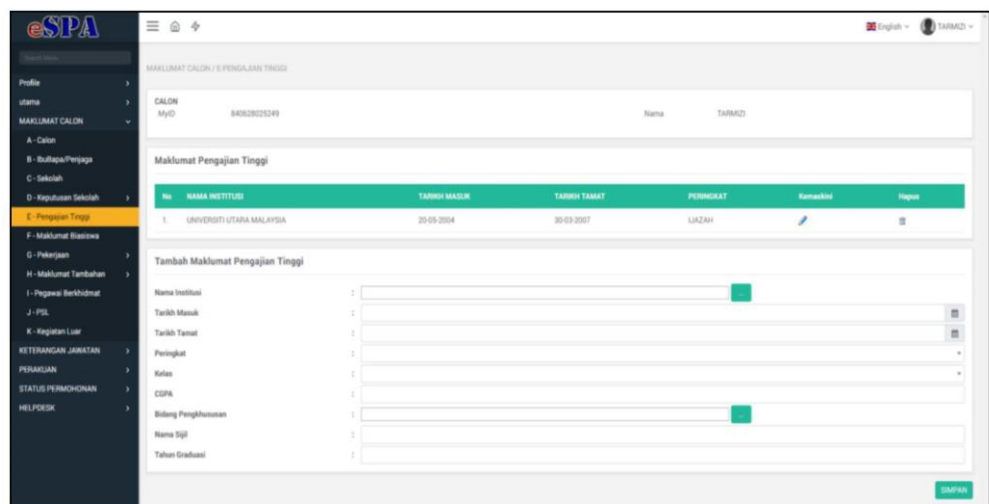 eSPA
English
TARMIZI
Search Menu
Profile
utama
MAKLUMAT CALON
A - Calon
B - Ibu/Bapa/Penjaga
C - Sekolah
D - Keputusan Sekolah
E - Pengajian Tinggi
F - Maklumat Biasiswa
G - Pekerjaan
H - Maklumat Tambahan
I - Pegawai Berkhidmat
J - PSL
K - Kegiatan Luar
KETERANGAN JAWATAN
PERAKUAN
STATUS PERMOHONAN
HELPDESK
MAKLUMAT CALON / E-PENGAJIAN TINGGI
CALON
MyID 840628025249 Nama TARMIZI
Maklumat Pengajian Tinggi
No NAMA INSTITUSI TARIKH MASUK TARIKH TAMAT PERINGKAT Kemaskini Hapus
1. UNIVERSITI UTARA MALAYSIA 20-05-2004 30-03-2007 IJAZAH
Tambah Maklumat Pengajian Tinggi
Nama Institusi : ...
Tarikh Masuk :
Tarikh Tamat :
Peringkat :
Kelas :
CGPA :
Bidang Pengkhususan : ...
Nama Sijil :
Tahun Graduasi :
SIMPAN